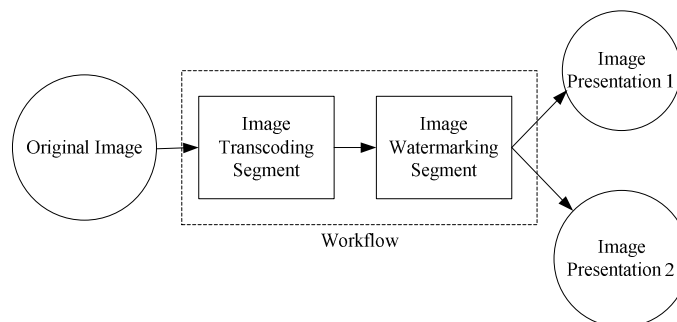 Original Image
Image
Transcoding
Segment
Image
Watermarking
Segment
Workflow
Image
Presentation 1
Image
Presentation 2